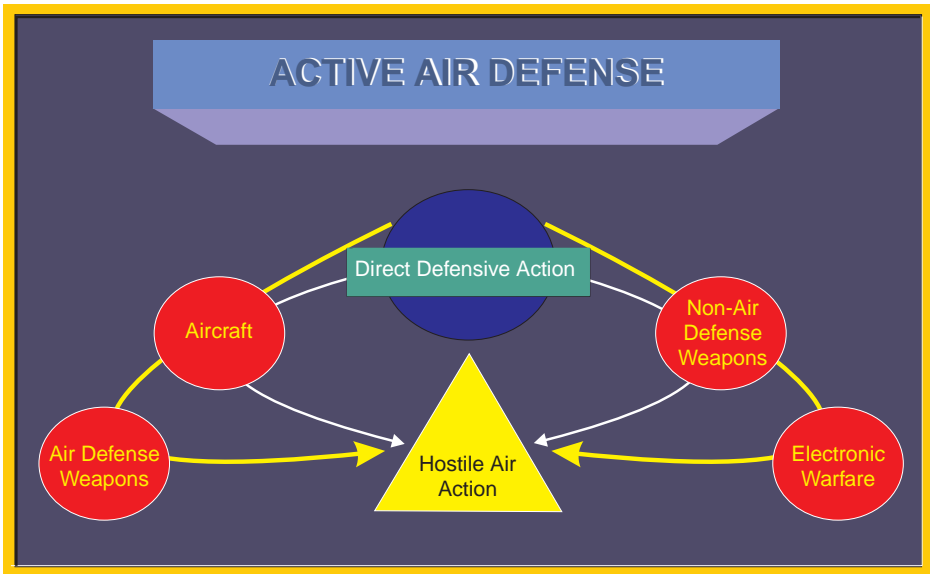 ACTIVE AIR DEFENSE
Direct Defensive Action
Aircraft
Non-Air
Defense
Weapons
Air Defense
Weapons
Hostile Air
Action
Electronic
Warfare